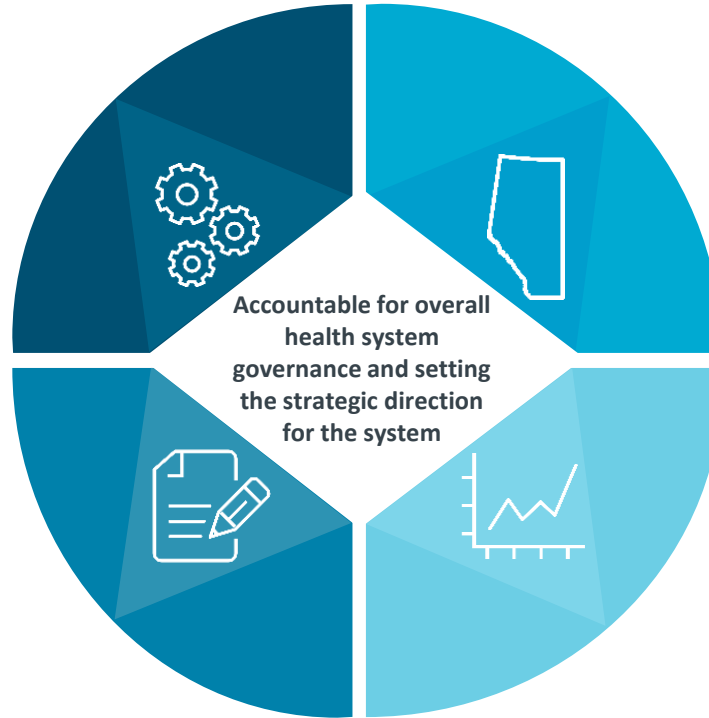 Accountable for overall
health system
governance and setting
the strategic direction
for the system